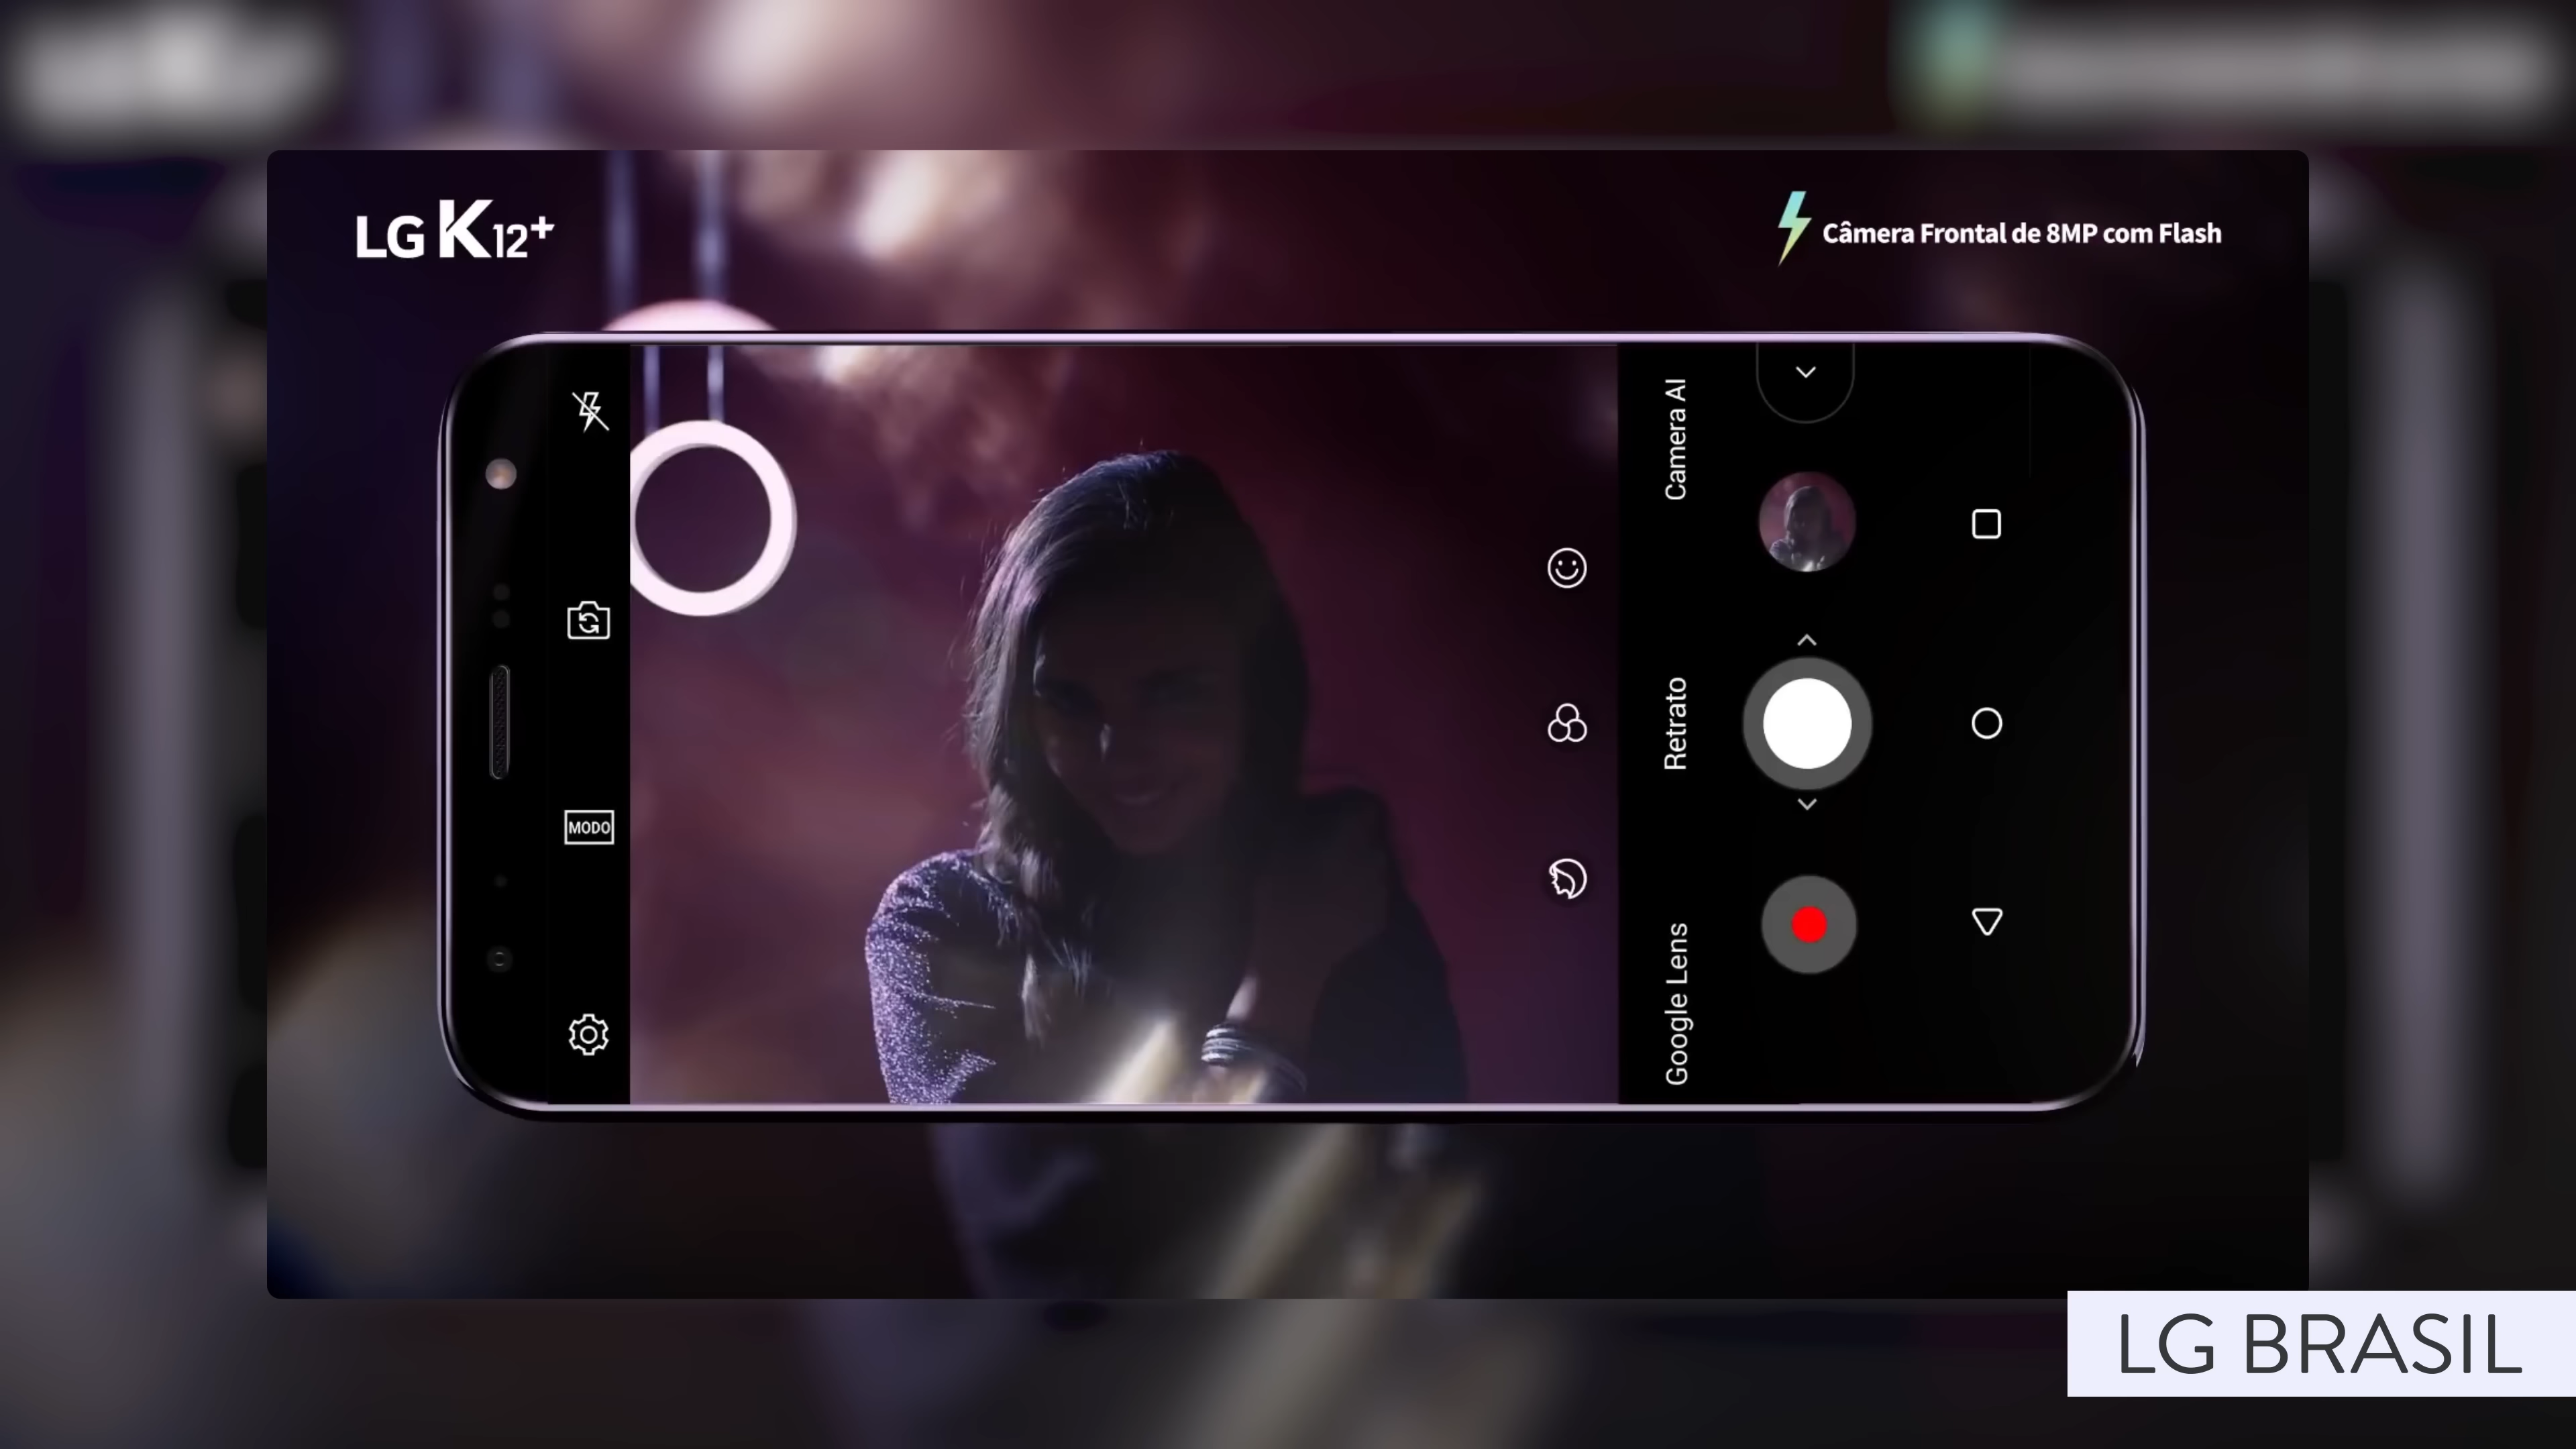 LG K12+
Câmera Frontal de 8MP com Flash
MODO
Camera AI
Retrato
Google Lens
LG BRASIL